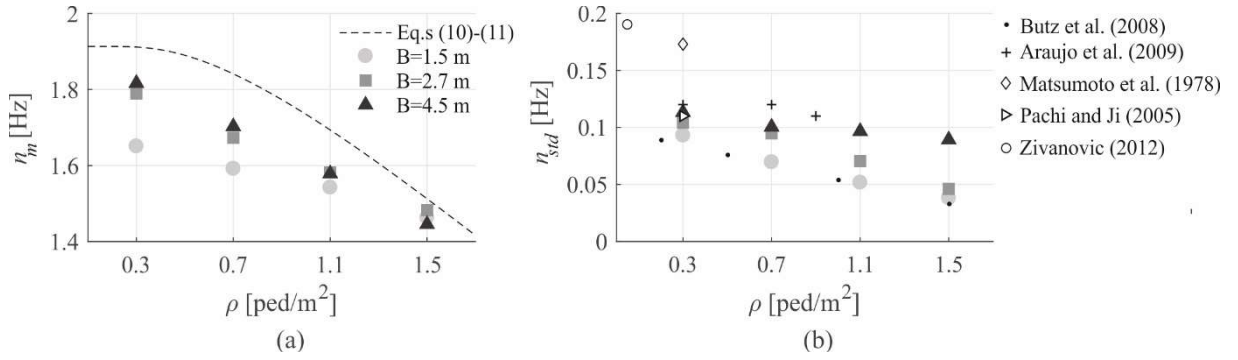 (a)
2
1.9
1.8
1.6
1.4
n_m [Hz]
0.3 0.7 1.1 1.5
ρ [ped/m²]
Eq.s (10)-(11)
B=1.5 m
B=2.7 m
B=4.5 m
(a)
(b)
0.2
0.15
0.1
0.05
0
n_std [Hz]
0.3 0.7 1.1 1.5
ρ [ped/m²]
(b)
Butz et al. (2008)
Araujo et al. (2009)
Matsumoto et al. (1978)
Pachi and Ji (2005)
Zivanovic (2012)